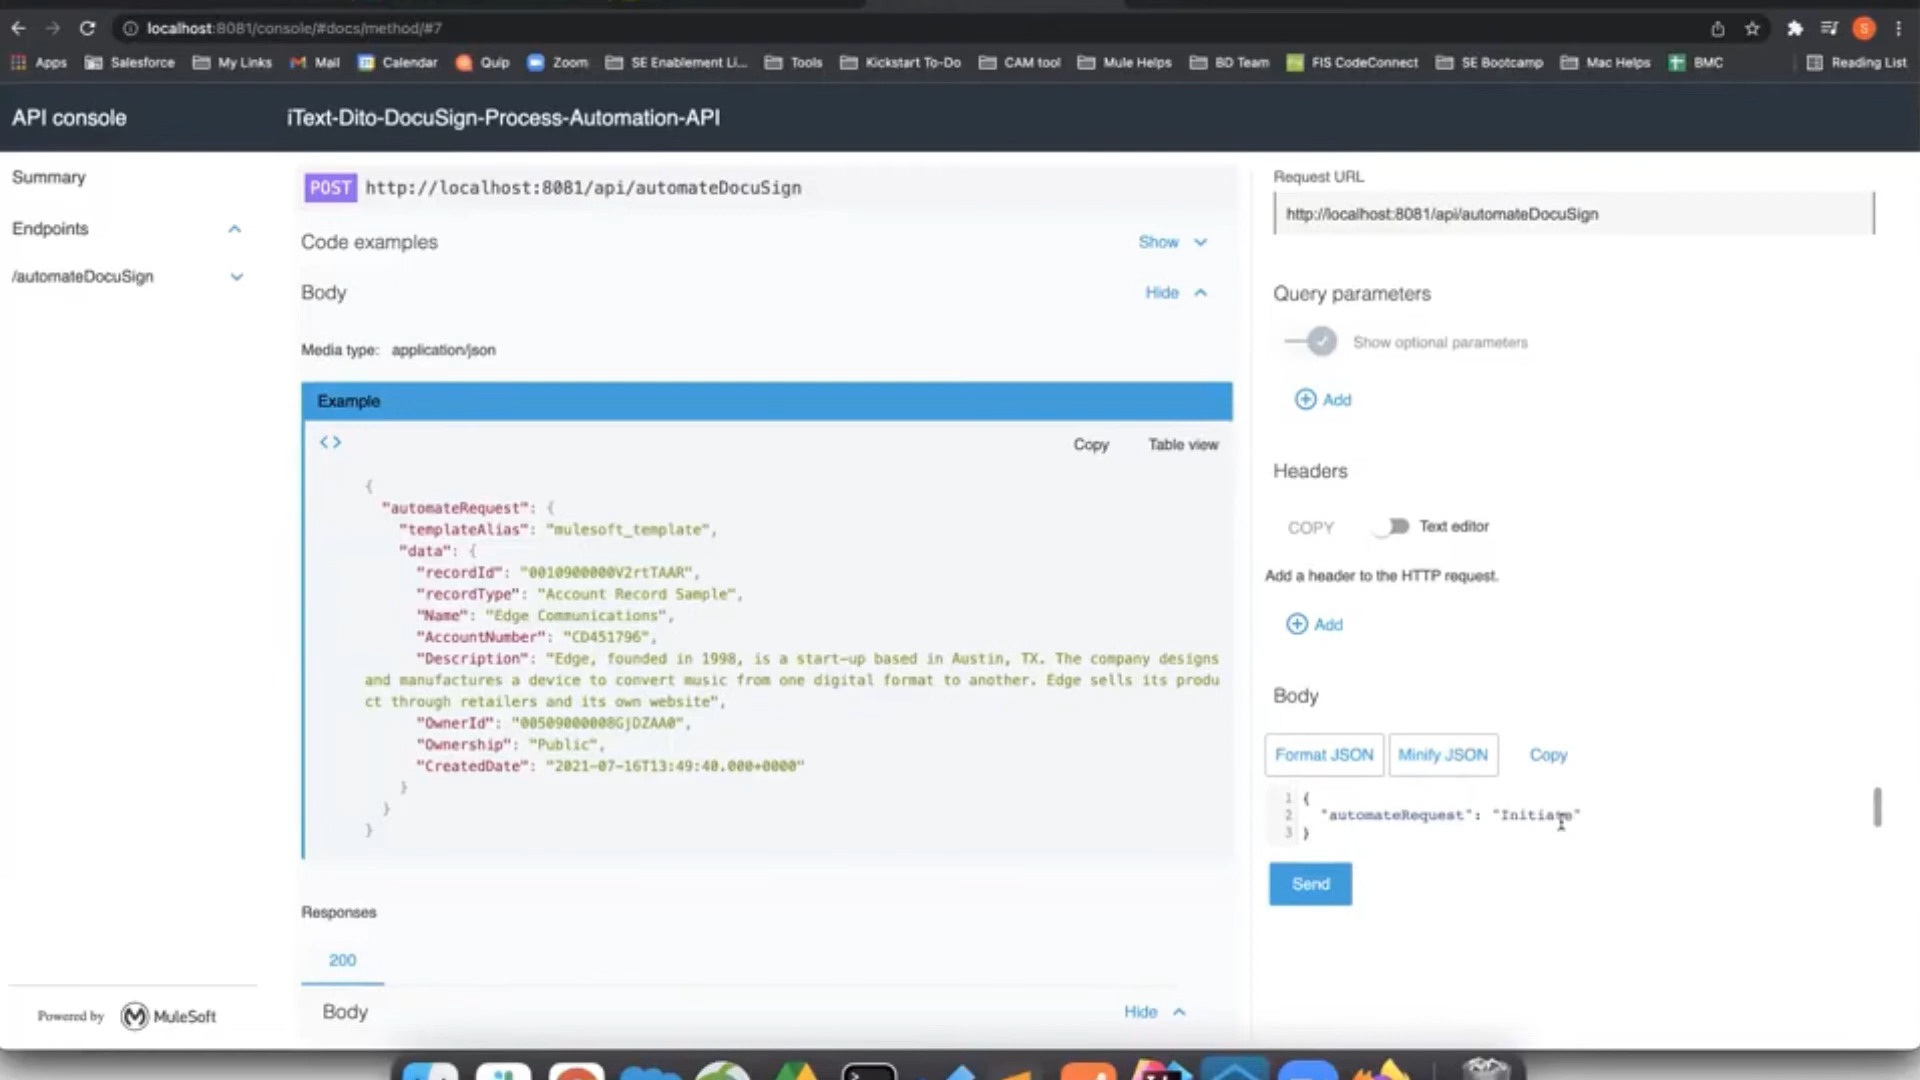 localhost:8081/console/#docs/method/#7
S
Apps Salesforce My Links Mail Calendar Quip Zoom SE Enablement Li... Tools Kickstart To-Do CAM tool Mule Helps BD Team FIS CodeConnect SE Bootcamp Mac Helps BMC Reading List
API console
iText-Dito-DocuSign-Process-Automation-API
Summary
Endpoints
/automateDocuSign
POST http://localhost:8081/api/automateDocuSign
Code examples Show
Body Hide
Media type: application/json
Example
<> Copy Table view
{
"automateRequest": {
"templateAlias": "mulesoft_template",
"data": {
"recordId": "0010900000V2rtTAAR",
"recordType": "Account Record Sample",
"Name": "Edge Communications",
"AccountNumber": "CD451796",
"Description": "Edge, founded in 1998, is a start-up based in Austin, TX. The company designs
and manufactures a device to convert music from one digital format to another. Edge sells its produ
ct through retailers and its own website",
"OwnerId": "00509000008GjDZAA0",
"Ownership": "Public",
"CreatedDate": "2021-07-16T13:49:40.000+0000"
}
}
}
Responses
200
Body Hide
Request URL
http://localhost:8081/api/automateDocuSign
Query parameters
Show optional parameters
Add
Headers
COPY Text editor
Add a header to the HTTP request.
Add
Body
Format JSON Minify JSON Copy
1 {
2 "automateRequest": "Initiate"
3 }
Send
Powered by MuleSoft